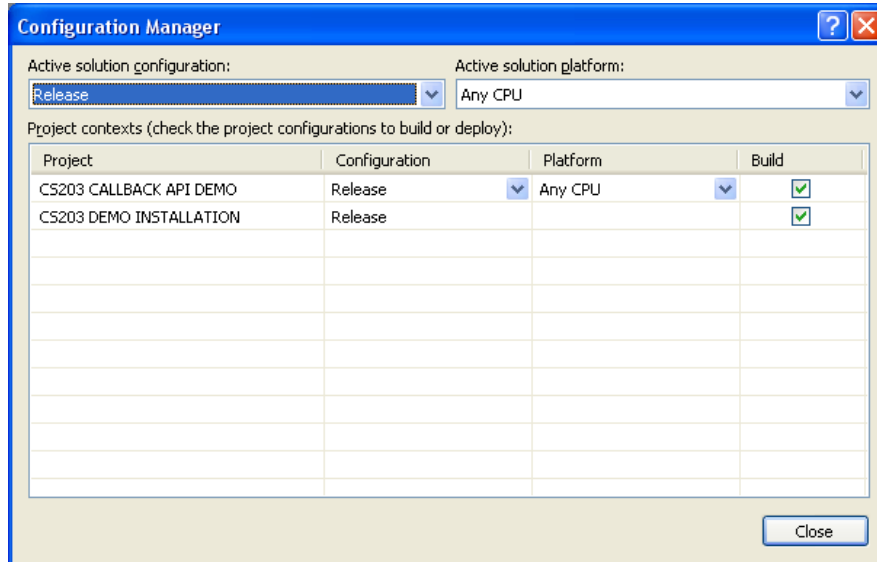 Configuration Manager
Active solution configuration: Active solution platform:
Release Any CPU
Project contexts (check the project configurations to build or deploy):
Project Configuration Platform Build
CS203 CALLBACK API DEMO Release Any CPU
CS203 DEMO INSTALLATION Release
Close